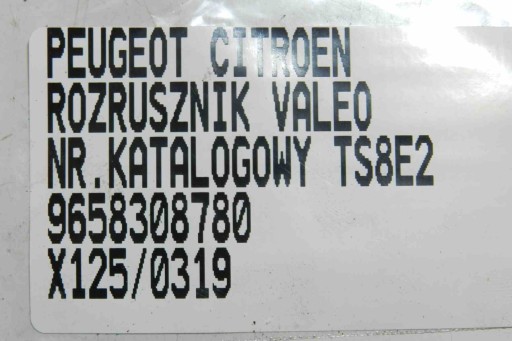 PEUGEOT CITROEN
ROZRUSZNIK VALEO
NR.KATALOGOWY TS8E2
9658308780
X125/0319